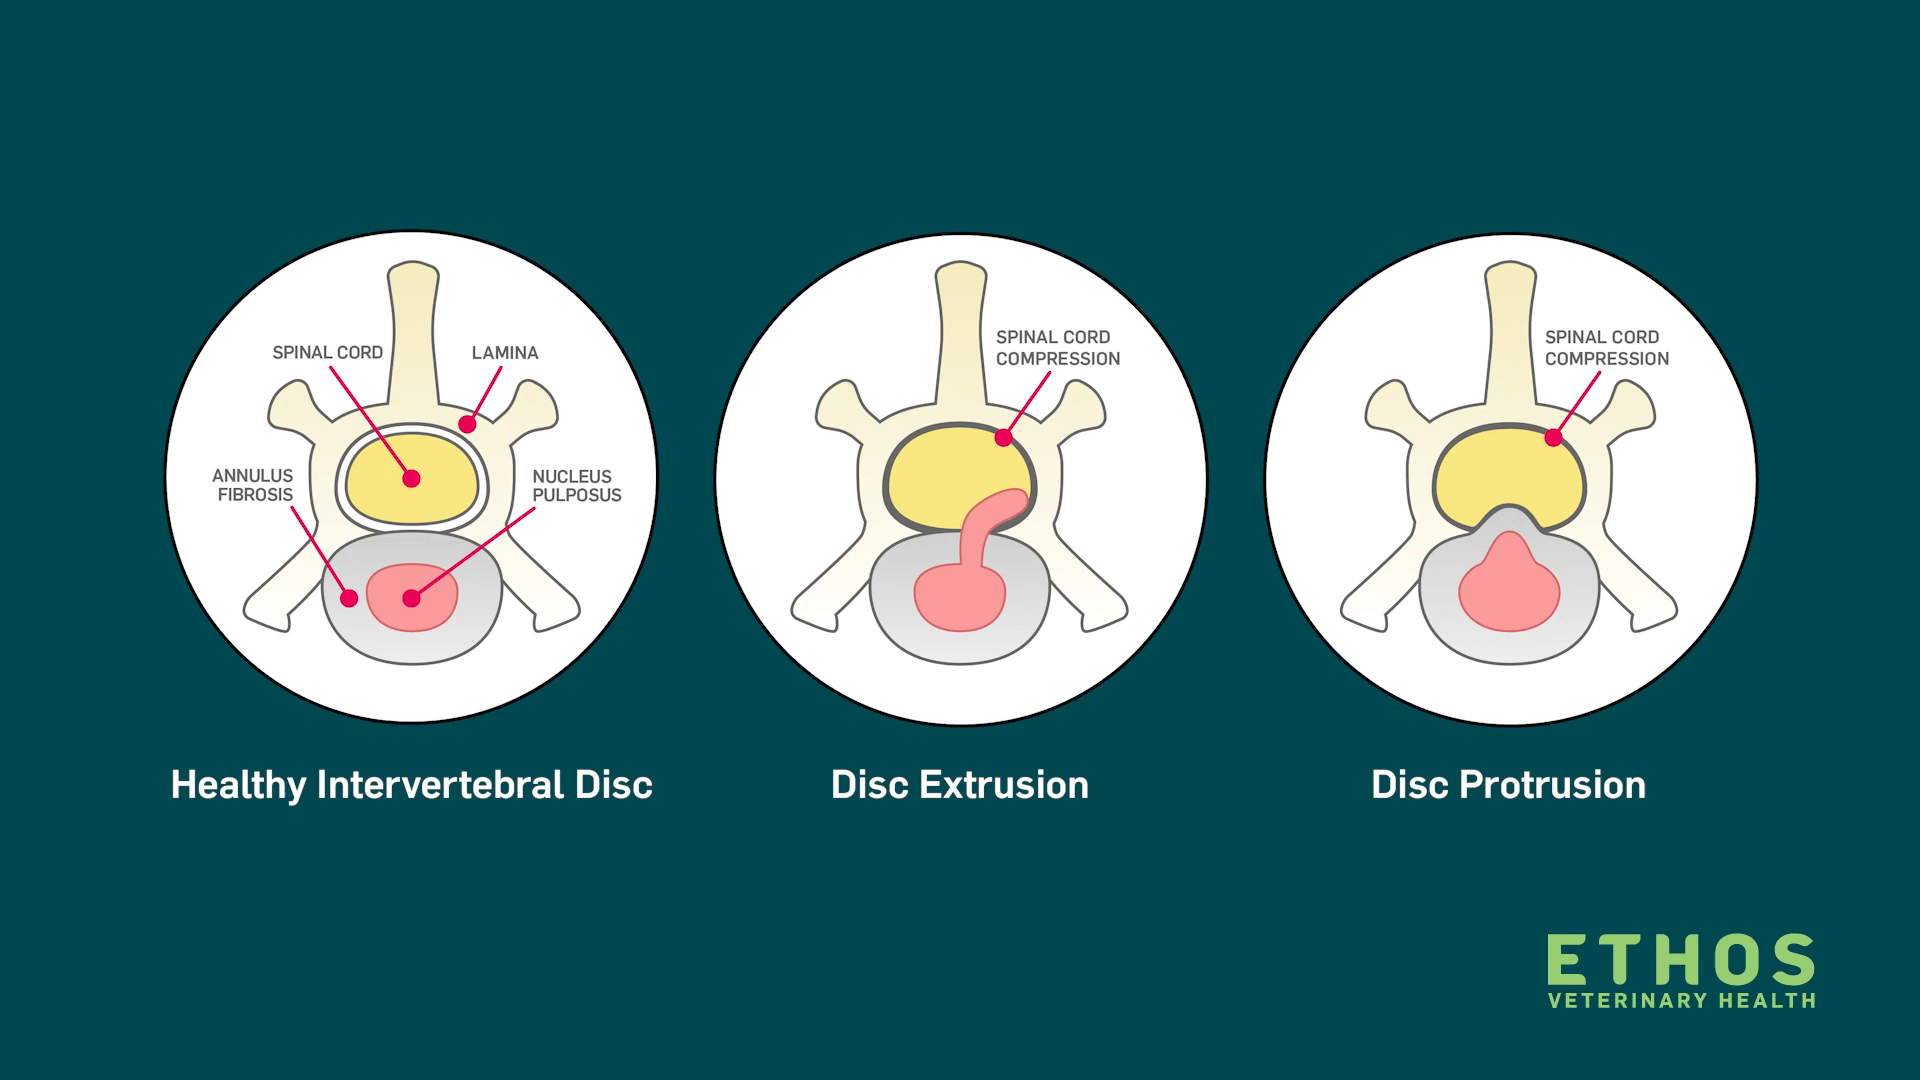 SPINAL CORD
LAMINA
ANNULUS
FIBROSIS
NUCLEUS
PULPOSUS
Healthy Intervertebral Disc
SPINAL CORD
COMPRESSION
Disc Extrusion
SPINAL CORD
COMPRESSION
Disc Protrusion
ETHOS
VETERINARY HEALTH